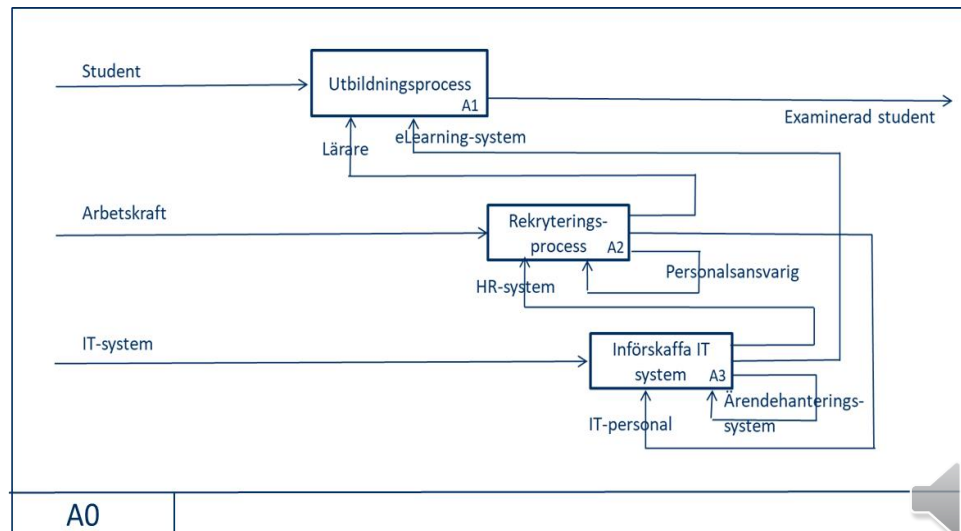 Student
Utbildningsprocess
A1
Examinerad student
Lärare
eLearning-system
Arbetskraft
Rekryterings-
process
A2
Personalsansvarig
HR-system
IT-system
Införskaffa IT
system
A3
Ärendehanterings-
system
IT-personal
A0